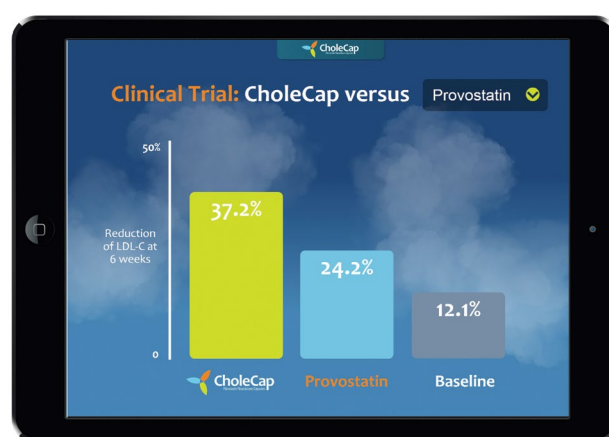 CholeCap
Clinical Trial: CholeCap versus
Provostatin
50%
Reduction
of LDL-C at
6 weeks
0
37.2%
24.2%
12.1%
CholeCap
Provostatin
Baseline